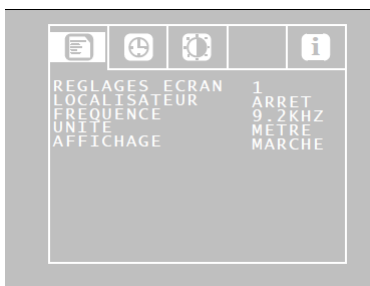 i
REGLAGES ECRAN 1
LOCALISATEUR ARRET
FREQUENCE 9.2KHZ
UNITE METRE
AFFICHAGE MARCHE